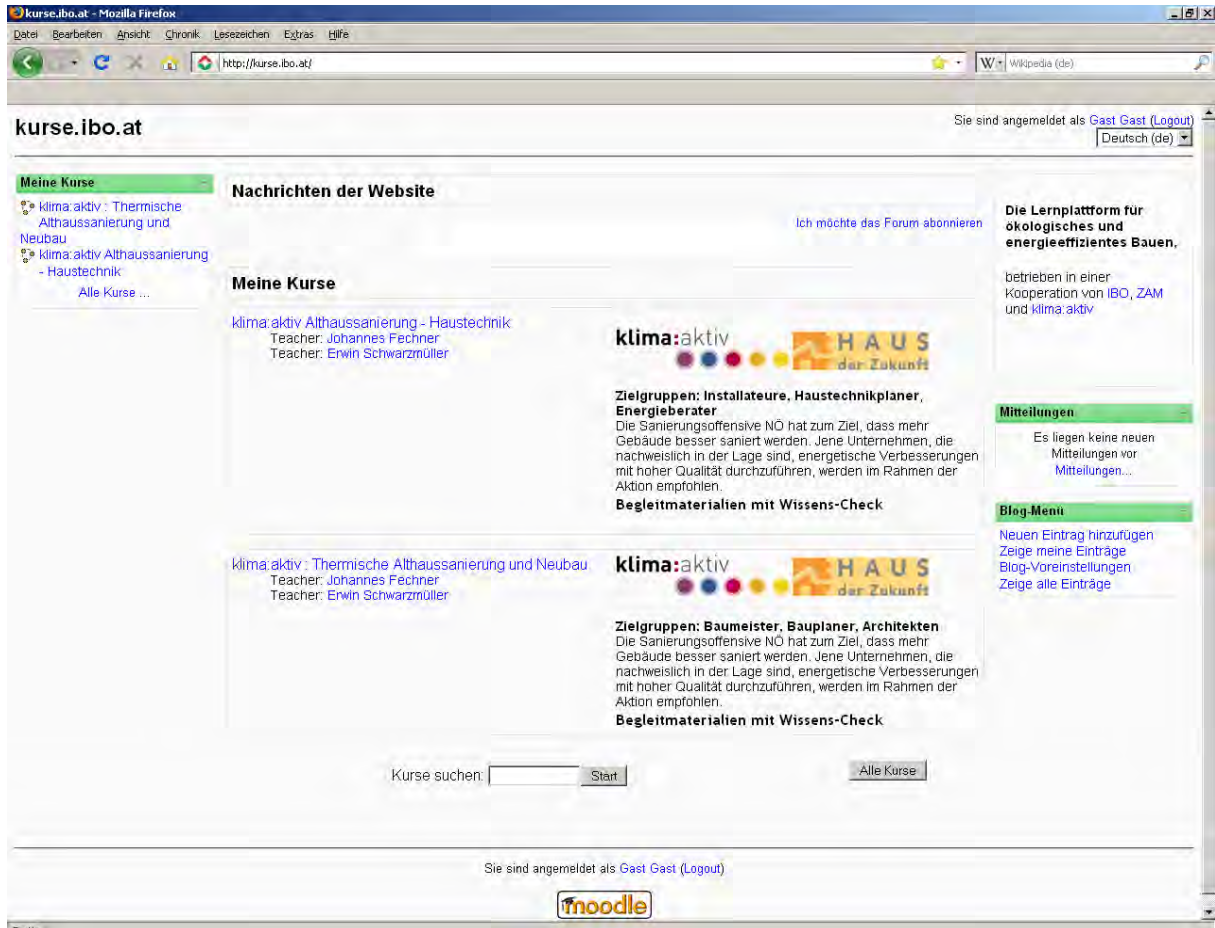 kurse.ibo.at - Mozilla Firefox
Datei Bearbeiten Ansicht Chronik Lesezeichen Extras Hilfe
http://kurse.ibo.at/
W Wikipedia (de)
kurse.ibo.at
Sie sind angemeldet als Gast Gast (Logout)
Deutsch (de)
Meine Kurse
klima:aktiv : Thermische
Althaussanierung und
Neubau
klima:aktiv Althaussanierung
- Haustechnik
Alle Kurse ...
Nachrichten der Website
Ich möchte das Forum abonnieren
Meine Kurse
klima:aktiv Althaussanierung - Haustechnik
Teacher: Johannes Fechner
Teacher: Erwin Schwarzmüller
klima:aktiv
HAUS
der Zukunft
Zielgruppen: Installateure, Haustechnikplaner,
Energieberater
Die Sanierungsoffensive NÖ hat zum Ziel, dass mehr
Gebäude besser saniert werden. Jene Unternehmen, die
nachweislich in der Lage sind, energetische Verbesserungen
mit hoher Qualität durchzuführen, werden im Rahmen der
Aktion empfohlen.
Begleitmaterialien mit Wissens-Check
klima:aktiv : Thermische Althaussanierung und Neubau
Teacher: Johannes Fechner
Teacher: Erwin Schwarzmüller
klima:aktiv
HAUS
der Zukunft
Zielgruppen: Baumeister, Bauplaner, Architekten
Die Sanierungsoffensive NÖ hat zum Ziel, dass mehr
Gebäude besser saniert werden. Jene Unternehmen, die
nachweislich in der Lage sind, energetische Verbesserungen
mit hoher Qualität durchzuführen, werden im Rahmen der
Aktion empfohlen.
Begleitmaterialien mit Wissens-Check
Kurse suchen: Start
Alle Kurse
Die Lernplattform für
ökologisches und
energieeffizientes Bauen,
betrieben in einer
Kooperation von IBO, ZAM
und klima:aktiv
Mitteilungen
Es liegen keine neuen
Mitteilungen vor
Mitteilungen...
Blog-Menü
Neuen Eintrag hinzufügen
Zeige meine Einträge
Blog-Voreinstellungen
Zeige alle Einträge
Sie sind angemeldet als Gast Gast (Logout)
moodle